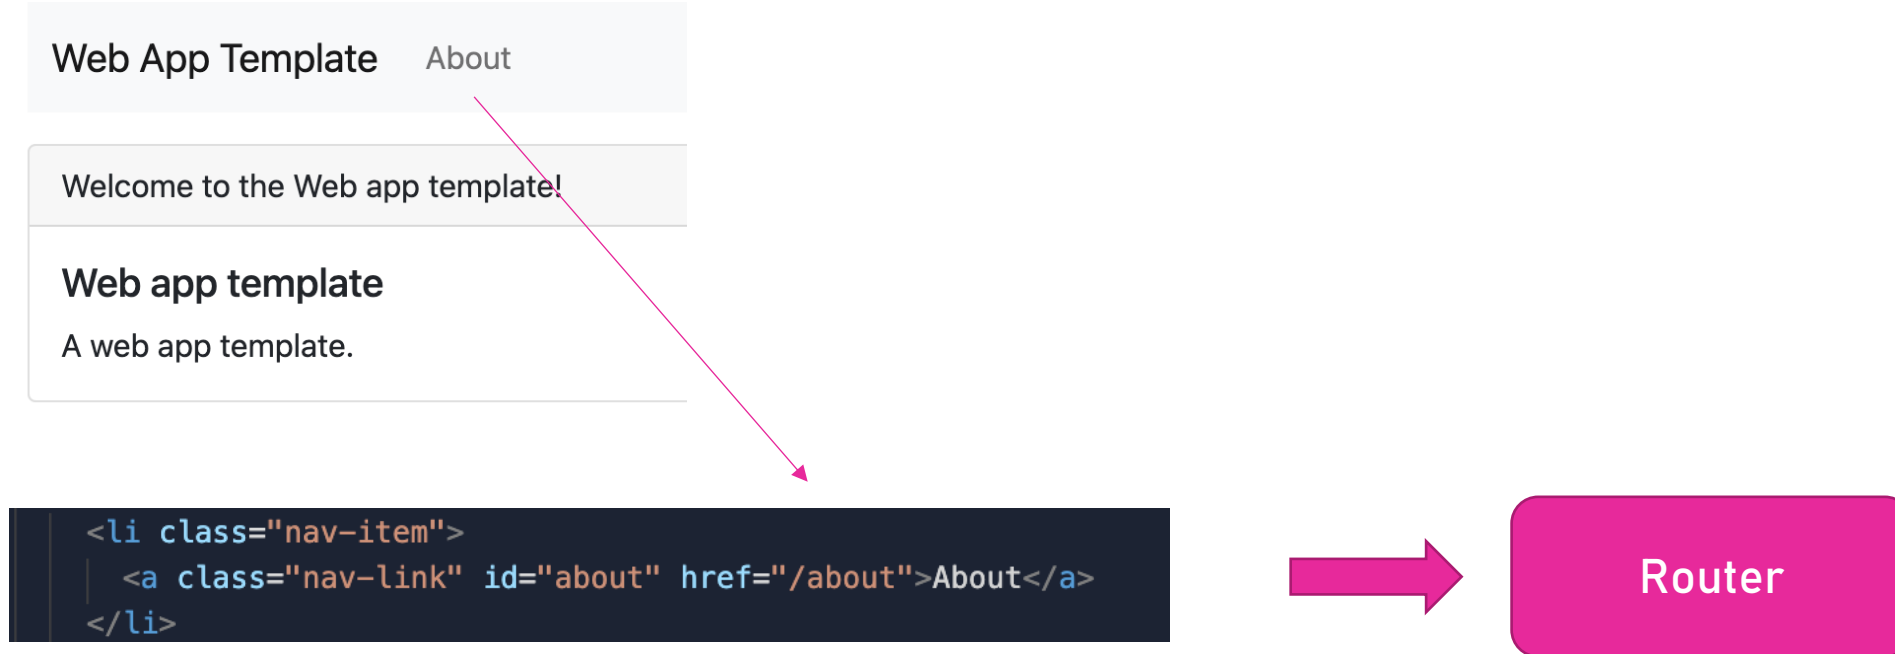 Web App Template About
Welcome to the Web app template!
Web app template
A web app template.
<li class="nav-item">
<a class="nav-link" id="about" href="/about">About</a>
</li>
Router